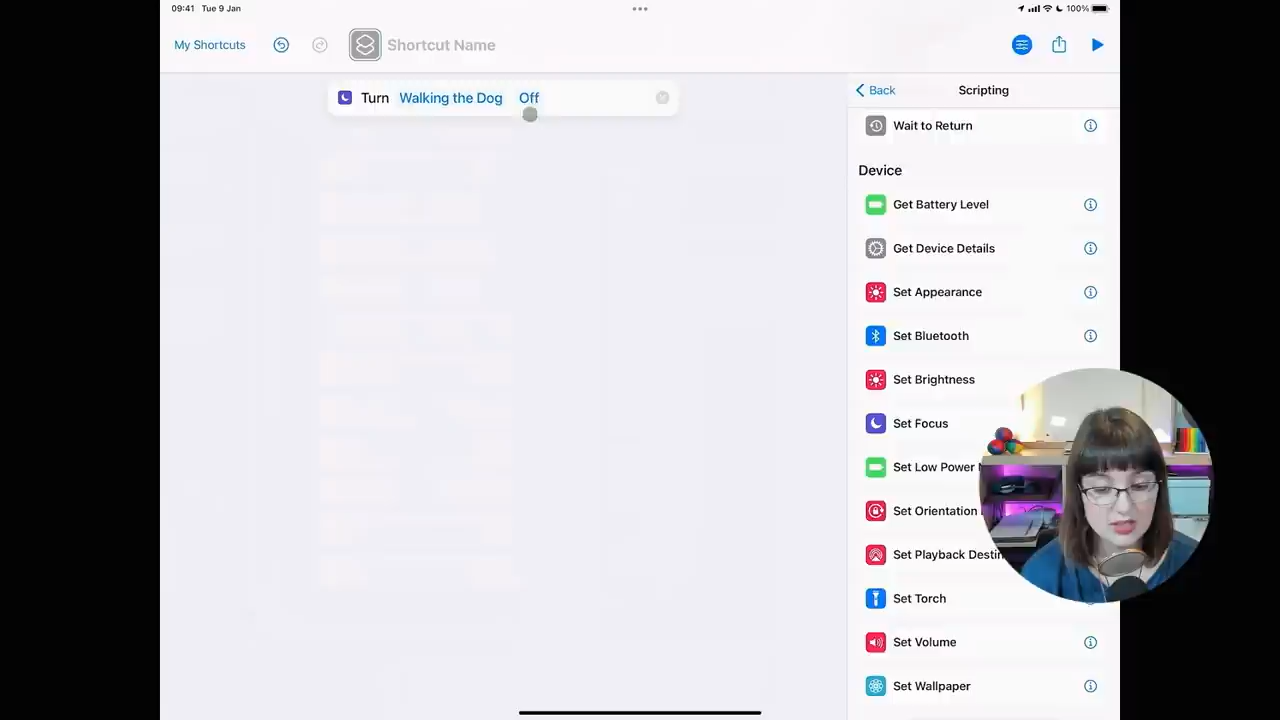 09:41 Tue 9 Jan
100%
My Shortcuts
Shortcut Name
Turn Walking the Dog Off
Back
Scripting
Wait to Return
Device
Get Battery Level
Get Device Details
Set Appearance
Set Bluetooth
Set Brightness
Set Focus
Set Low Power
Set Orientation
Set Playback
Set Torch
Set Volume
Set Wallpaper